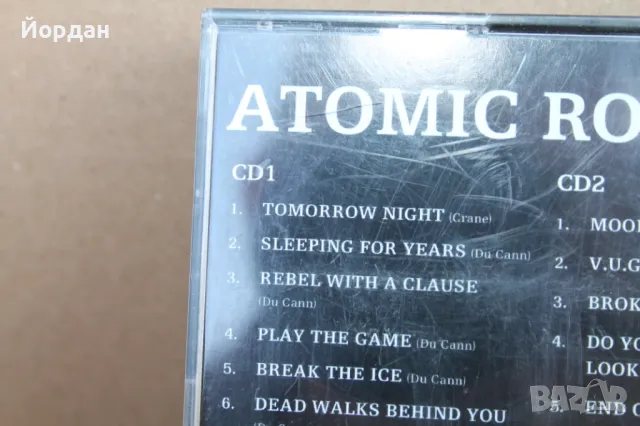 Йордан
ATOMIC RO
CD1
1. TOMORROW NIGHT (Crane)
2. SLEEPING FOR YEARS (Du Cann)
3. REBEL WITH A CLAUSE
(Du Cann)
4. PLAY THE GAME (Du Cann)
5. BREAK THE ICE (Du Cann)
6. DEAD WALKS BEHIND YOU
CD2
1. MOO
2. V.U.G
3. BROK
4. DO YO
LOOK
5. END O
BAZAR